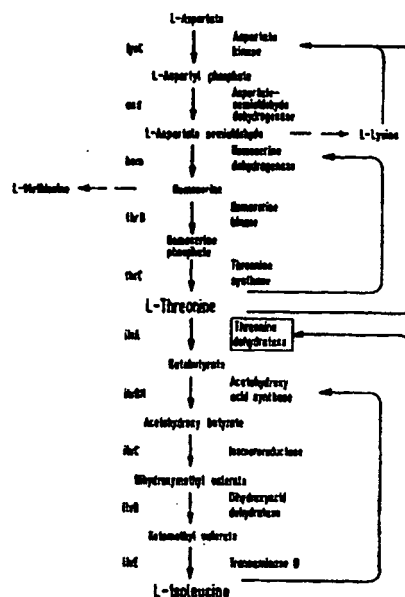 L-Aspartate
lysC
Aspartate
kinase
L-Aspartyl phosphate
asd
Aspartate-
semialdehyde
dehydrogenase
L-Aspartate semialdehyde
L-Lysine
hom
Homoserine
dehydrogenase
L-Methionine
Homoserine
thrB
Homoserine
kinase
Homoserine
phosphate
thrC
Threonine
synthase
L-Threonine
ilvA
Threonine
dehydratase
Ketobutyrate
Acetohydroxy
acid synthase
Acetohydroxy butyrate
ilvC
Isomeroreductase
Dihydroxymethyl valerate
ilvD
Dihydroxyacid
dehydratase
Ketomethyl valerate
ilvE
Transaminase B
L-Isoleucine